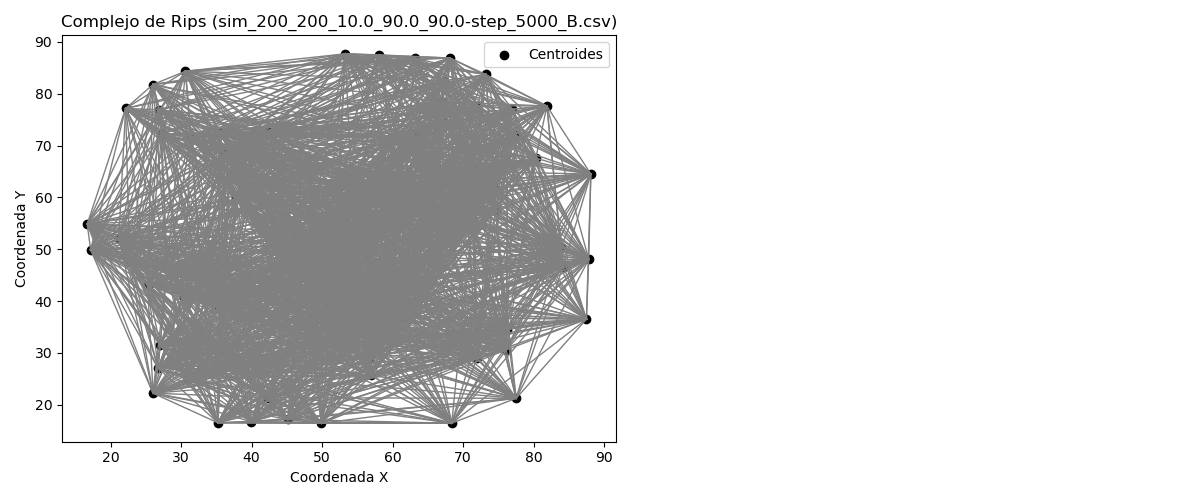 Complejo de Rips (sim_200_200_10.0_90.0_90.0-step_5000_B.csv)
Centroides
Coordenada Y
90
80
70
60
50
40
30
20
20 30 40 50 60 70 80 90
Coordenada X